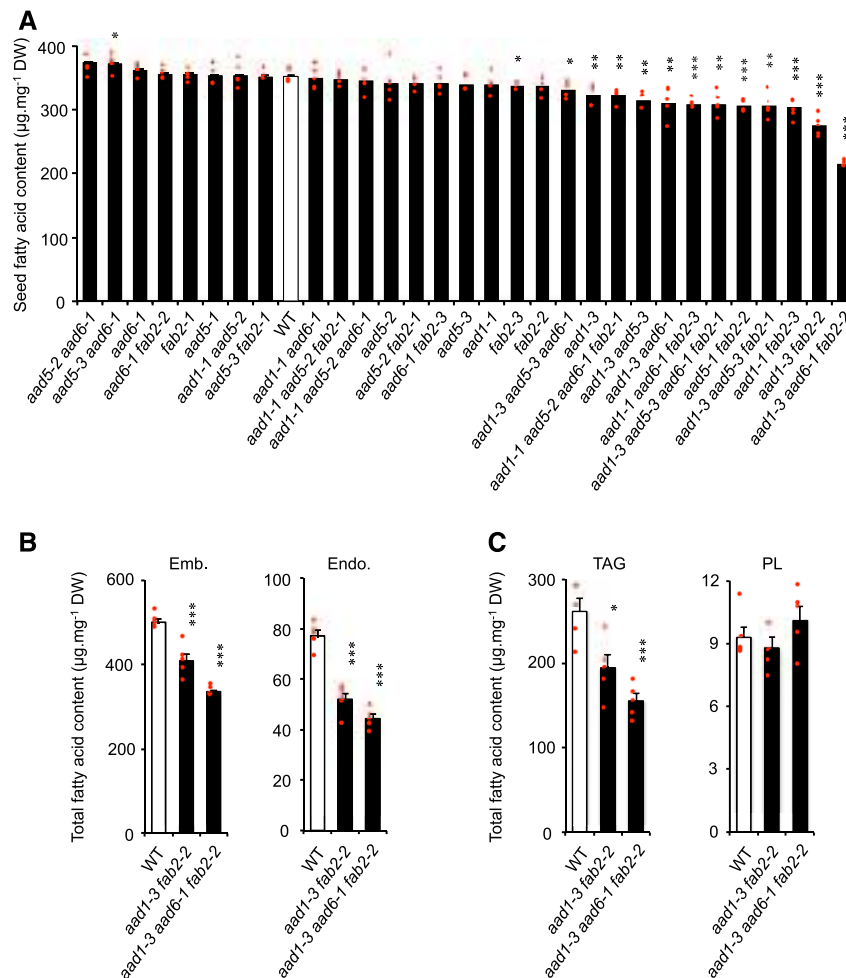 A
Seed fatty acid content (µg.mg⁻¹ DW)
400
300
200
100
0
*
*
*
**
**
**
**
***
**
***
**
***
***
***
aad5-2 aad6-1
aad5-3 aad6-1
aad6-1
aad6-1 fab2-2
fab2-1
aad5-1
aad1-1 aad5-2
aad5-3 fab2-1
WT
aad1-1 aad6-1
aad1-1 aad5-2 fab2-1
aad1-1 aad5-2 aad6-1
aad5-2
aad5-2 fab2-1
aad6-1 fab2-3
aad5-3
aad1-1
fab2-3
fab2-2
aad1-3 aad5-3 aad6-1
aad1-3
aad1-1 aad5-2 aad6-1 fab2-1
aad1-3 aad5-3
aad1-3 aad6-1
aad1-1 aad6-1 fab2-3
aad1-3 aad5-3 aad6-1 fab2-1
aad5-1 fab2-2
aad1-3 aad5-3 fab2-1
aad1-1 fab2-3
aad1-3 fab2-2
aad1-3 aad6-1 fab2-2
B
Total fatty acid content (µg.mg⁻¹ DW)
Emb.
600
400
200
0
***
***
WT
aad1-3 fab2-2
aad1-3 aad6-1 fab2-2
Endo.
100
80
60
40
20
0
***
***
WT
aad1-3 fab2-2
aad1-3 aad6-1 fab2-2
C
Total fatty acid content (µg.mg⁻¹ DW)
TAG
300
200
100
0
*
***
WT
aad1-3 fab2-2
aad1-3 aad6-1 fab2-2
PL
12
9
6
3
0
WT
aad1-3 fab2-2
aad1-3 aad6-1 fab2-2